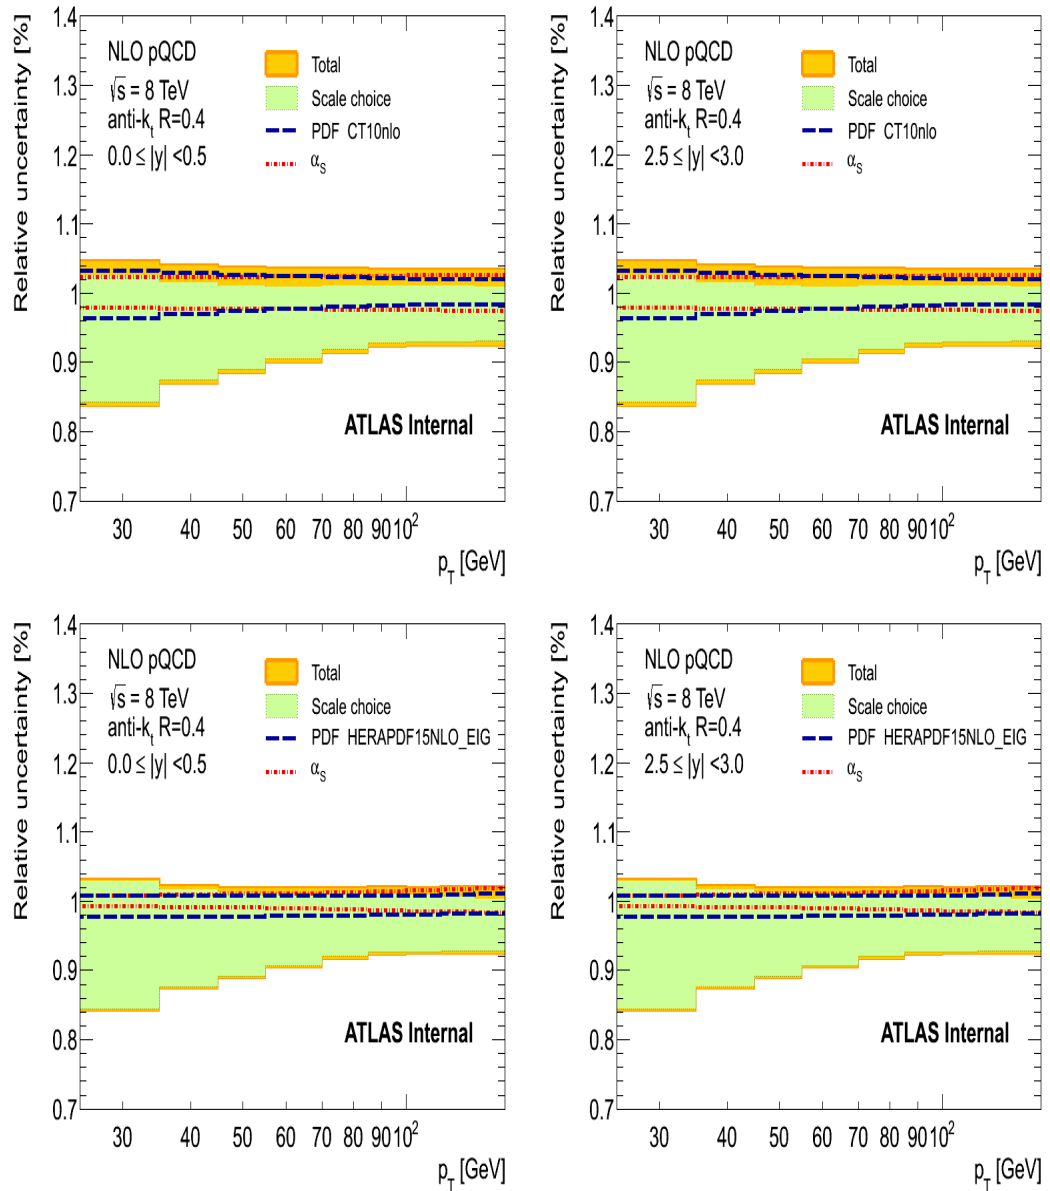 Relative uncertainty [%]
1.4
1.3
1.2
1.1
1
0.9
0.8
0.7
NLO pQCD
√s = 8 TeV
anti-kt R=0.4
0.0 ≤ |y| <0.5
Total
Scale choice
PDF CT10nlo
αS
ATLAS Internal
30 40 50 60 70 80 90 10²
pT [GeV]
Relative uncertainty [%]
1.4
1.3
1.2
1.1
1
0.9
0.8
0.7
NLO pQCD
√s = 8 TeV
anti-kt R=0.4
2.5 ≤ |y| <3.0
Total
Scale choice
PDF CT10nlo
αS
ATLAS Internal
30 40 50 60 70 80 90 10²
pT [GeV]
Relative uncertainty [%]
1.4
1.3
1.2
1.1
1
0.9
0.8
0.7
NLO pQCD
√s = 8 TeV
anti-kt R=0.4
0.0 ≤ |y| <0.5
Total
Scale choice
PDF HERAPDF15NLO_EIG
αS
ATLAS Internal
30 40 50 60 70 80 90 10²
pT [GeV]
Relative uncertainty [%]
1.4
1.3
1.2
1.1
1
0.9
0.8
0.7
NLO pQCD
√s = 8 TeV
anti-kt R=0.4
2.5 ≤ |y| <3.0
Total
Scale choice
PDF HERAPDF15NLO_EIG
αS
ATLAS Internal
30 40 50 60 70 80 90 10²
pT [GeV]